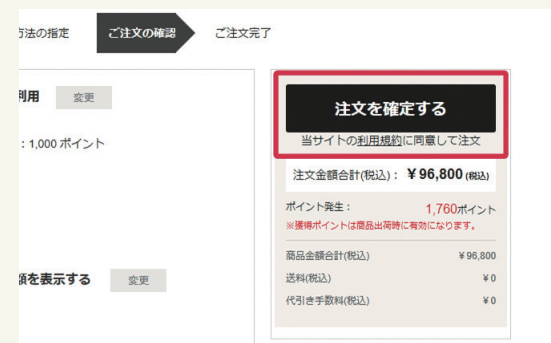 方法の指定 ご注文の確認 ご注文完了
利用 変更
：1,000 ポイント
額を表示する 変更
注文を確定する
当サイトの利用規約に同意して注文
注文金額合計(税込)： ￥96,800 (税込)
ポイント発生： 1,760ポイント
※獲得ポイントは商品出荷時に有効になります。
商品金額合計(税込) ￥96,800
送料(税込) ￥0
代引き手数料(税込) ￥0